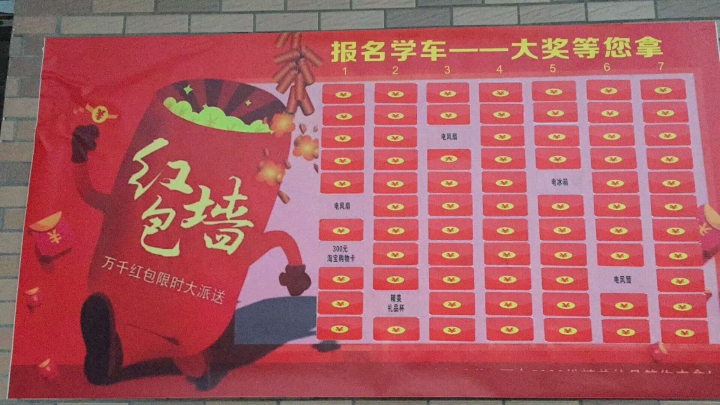 报名学车——大奖等您拿
1 2 3 4 5 6 7
红包墙
万千红包限时大派送
电风扇
电冰箱
电风扇
300元
淘宝购物卡
电风扇
精美
礼品杯